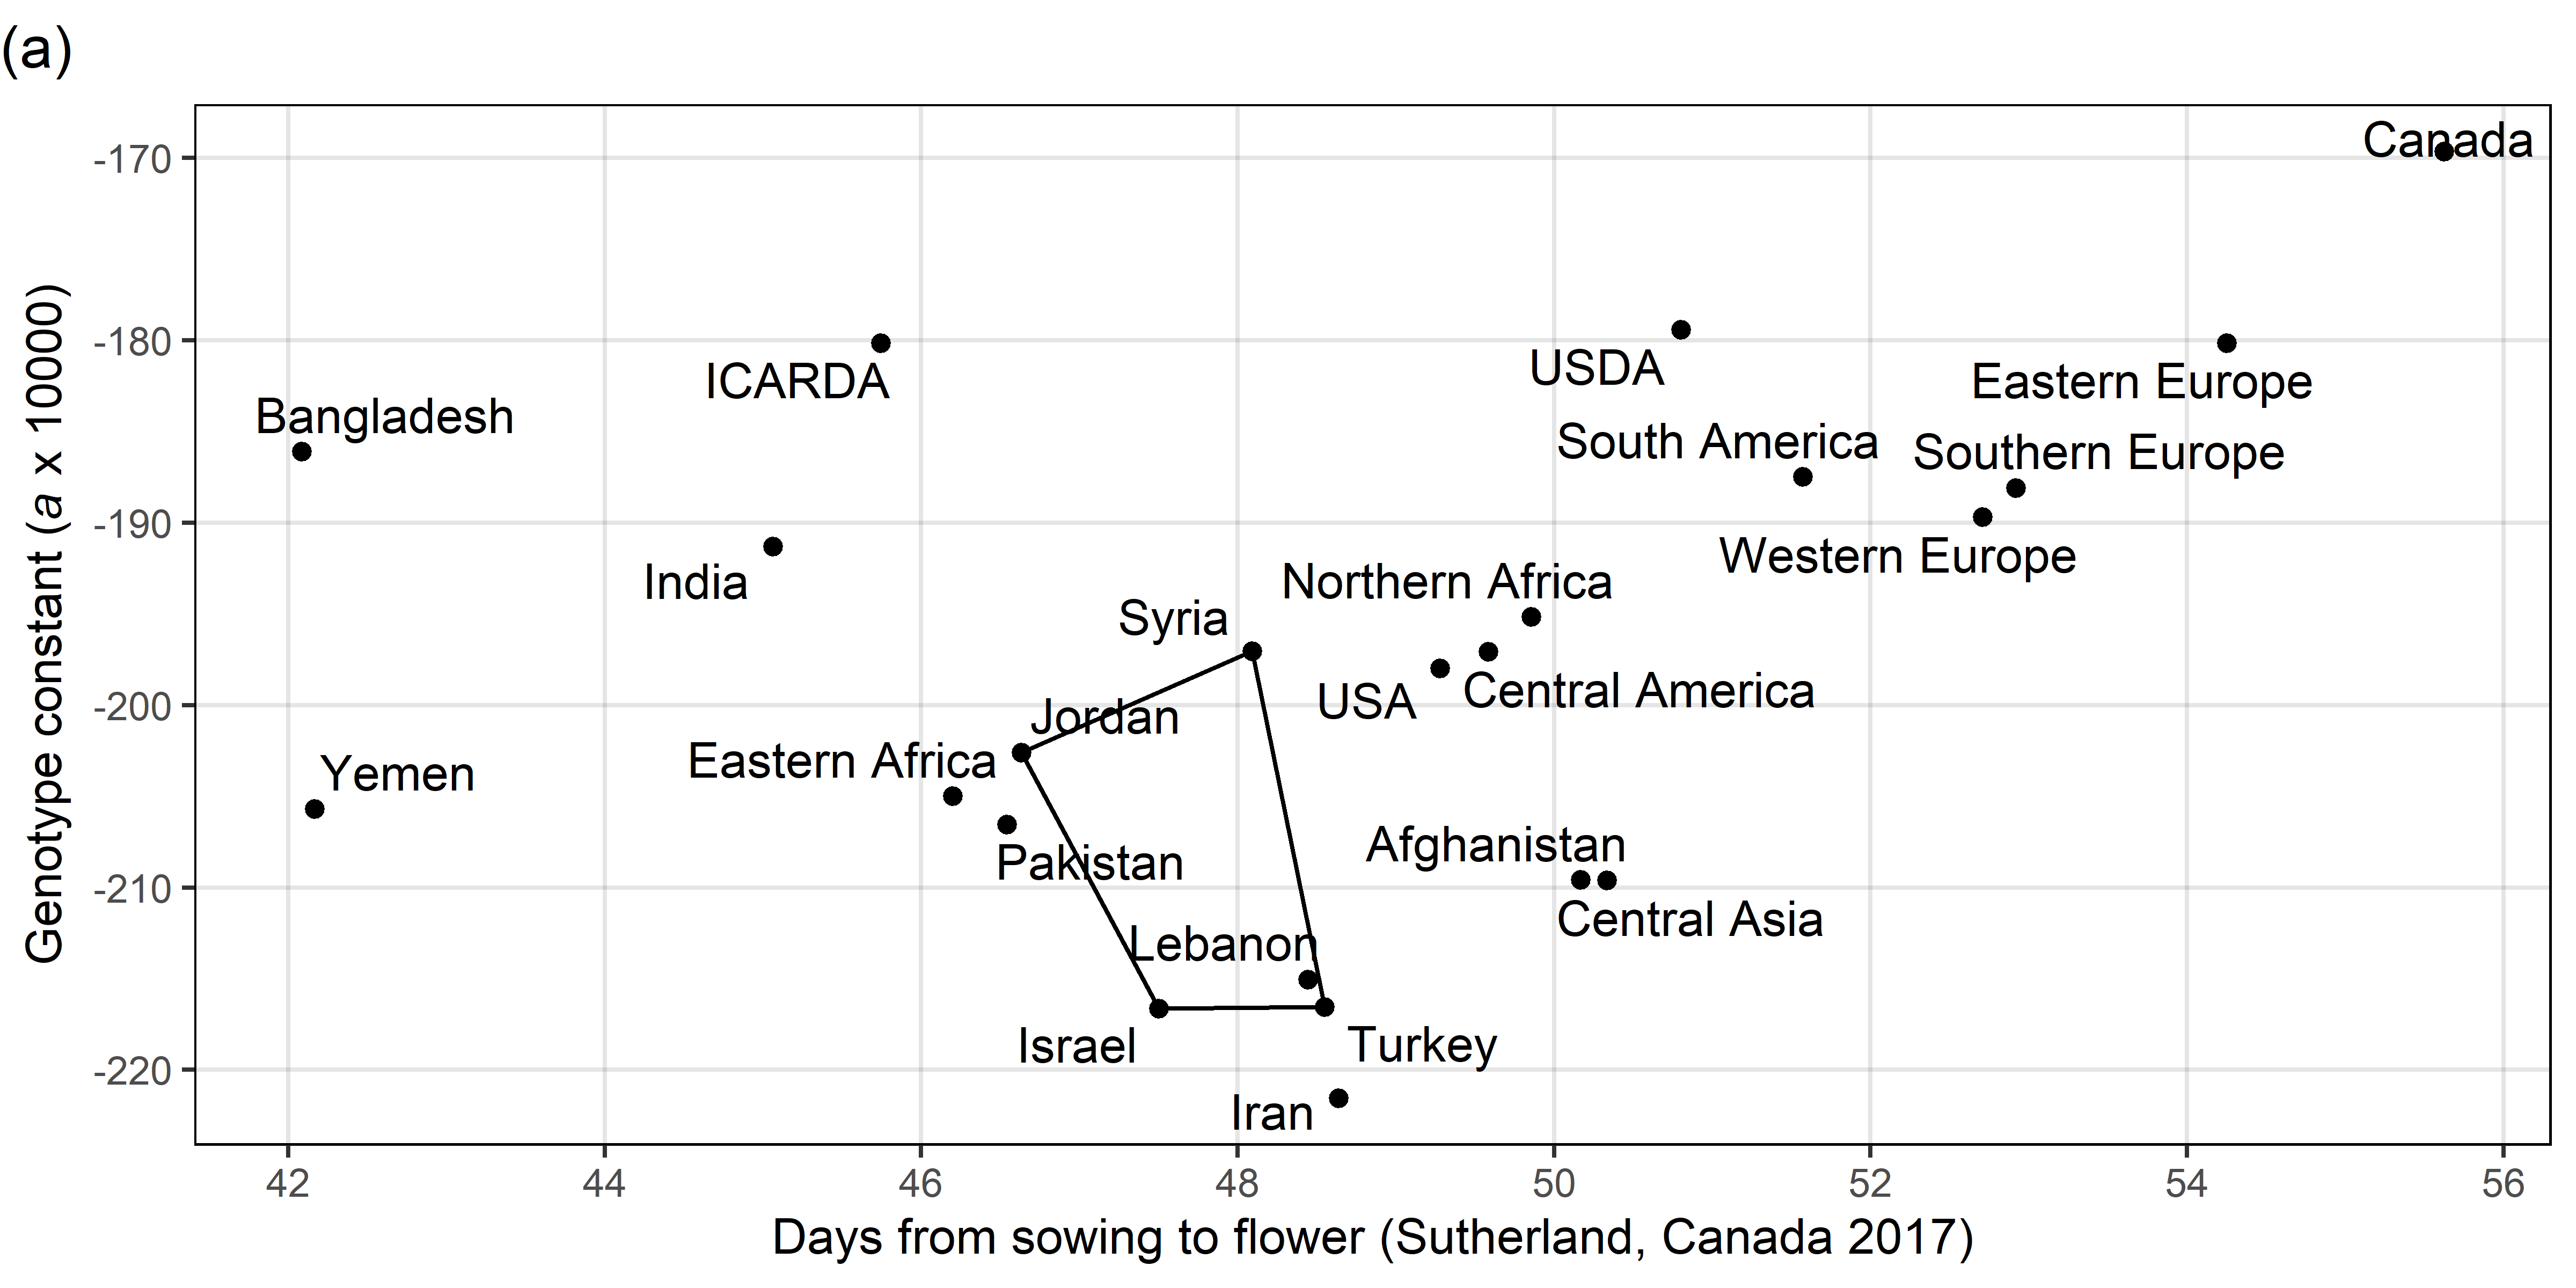 (a)
Genotype constant (a x 10000)
-170
-180
-190
-200
-210
-220
Canada
ICARDA
USDA
Eastern Europe
Bangladesh
South America
Southern Europe
India
Western Europe
Northern Africa
Syria
USA
Central America
Jordan
Eastern Africa
Yemen
Pakistan
Afghanistan
Central Asia
Lebanon
Israel
Turkey
Iran
42 44 46 48 50 52 54 56
Days from sowing to flower (Sutherland, Canada 2017)